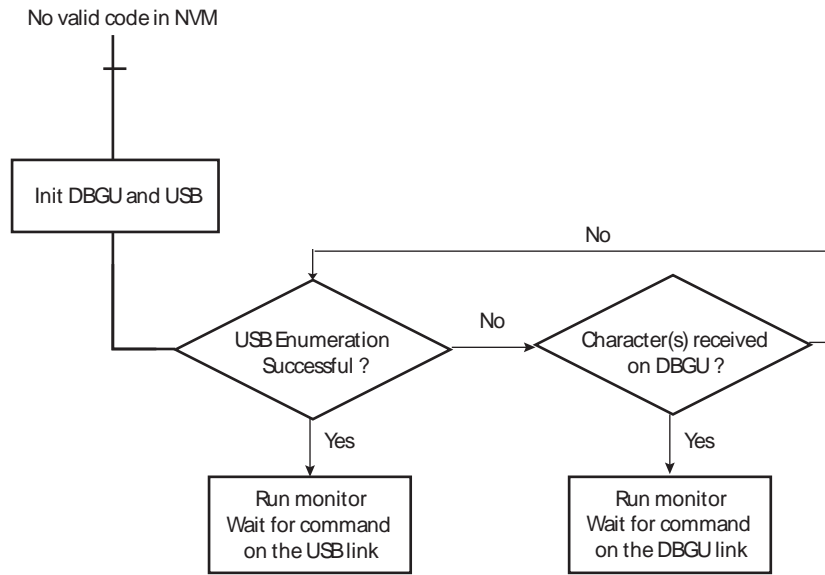 No valid code in NVM
Init DBGU and USB
No
USB Enumeration
Successful ?
No
Character(s) received
on DBGU ?
Yes
Yes
Run monitor
Wait for command
on the USB link
Run monitor
Wait for command
on the DBGU link